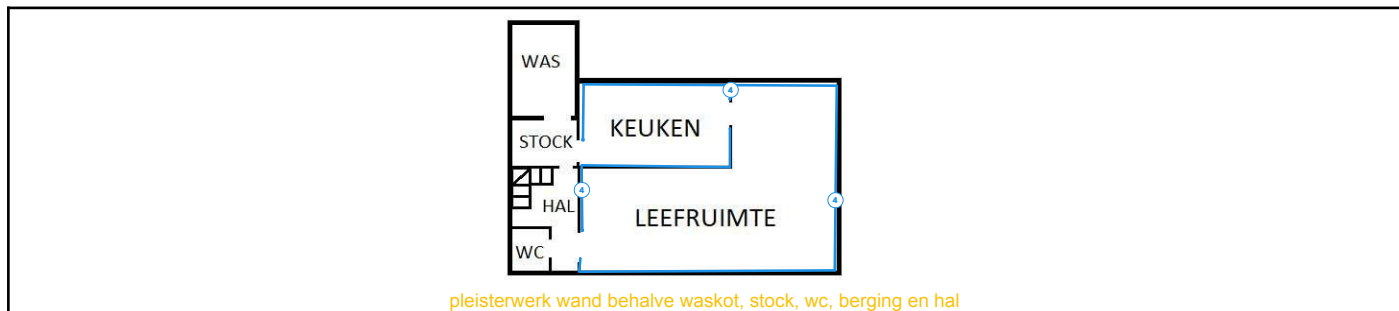 WAS
4
KEUKEN
STOCK
4
4
HAL
LEEFRUIMTE
WC
pleisterwerk wand behalve waskot, stock, wc, berging en hal